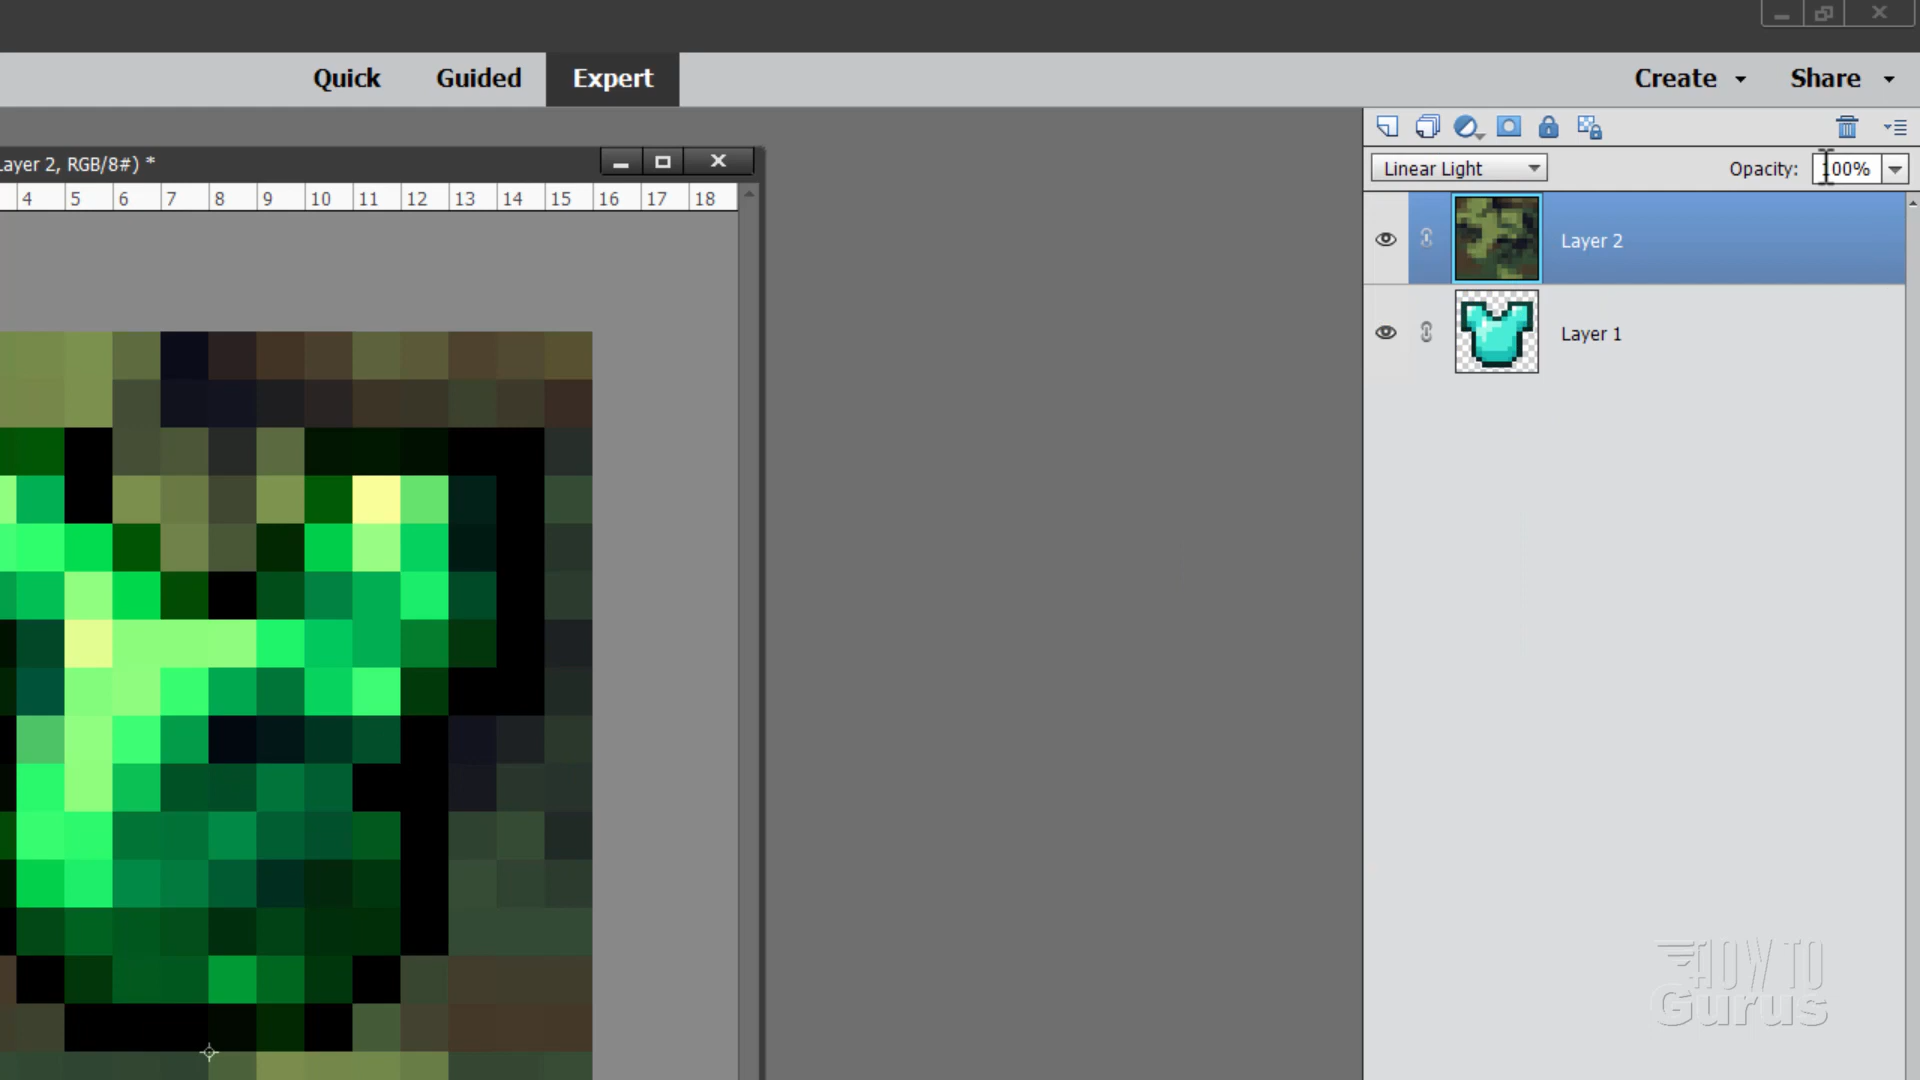 Quick Guided Expert Create Share
Layer 2, RGB/8#) *
4 5 6 7 8 9 10 11 12 13 14 15 16 17 18
Linear Light Opacity: 100%
Layer 2
Layer 1
HOW TO
Gurus